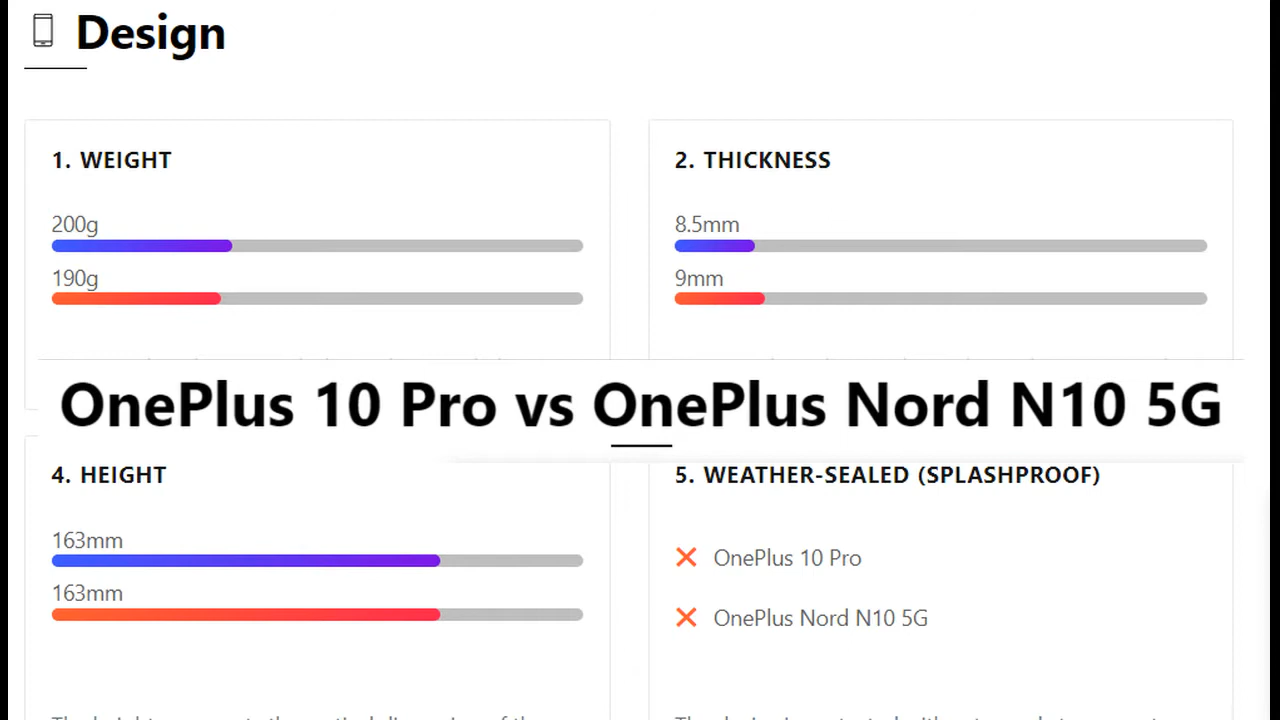 Design
1. WEIGHT
200g
190g
2. THICKNESS
8.5mm
9mm
OnePlus 10 Pro vs OnePlus Nord N10 5G
4. HEIGHT
163mm
163mm
5. WEATHER-SEALED (SPLASHPROOF)
OnePlus 10 Pro
OnePlus Nord N10 5G